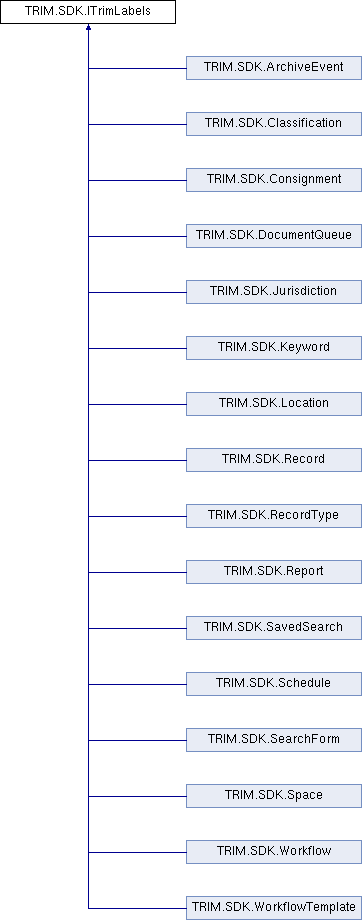 TRIM.SDK.ITrimLabels
TRIM.SDK.ArchiveEvent
TRIM.SDK.Classification
TRIM.SDK.Consignment
TRIM.SDK.DocumentQueue
TRIM.SDK.Jurisdiction
TRIM.SDK.Keyword
TRIM.SDK.Location
TRIM.SDK.Record
TRIM.SDK.RecordType
TRIM.SDK.Report
TRIM.SDK.SavedSearch
TRIM.SDK.Schedule
TRIM.SDK.SearchForm
TRIM.SDK.Space
TRIM.SDK.Workflow
TRIM.SDK.WorkflowTemplate